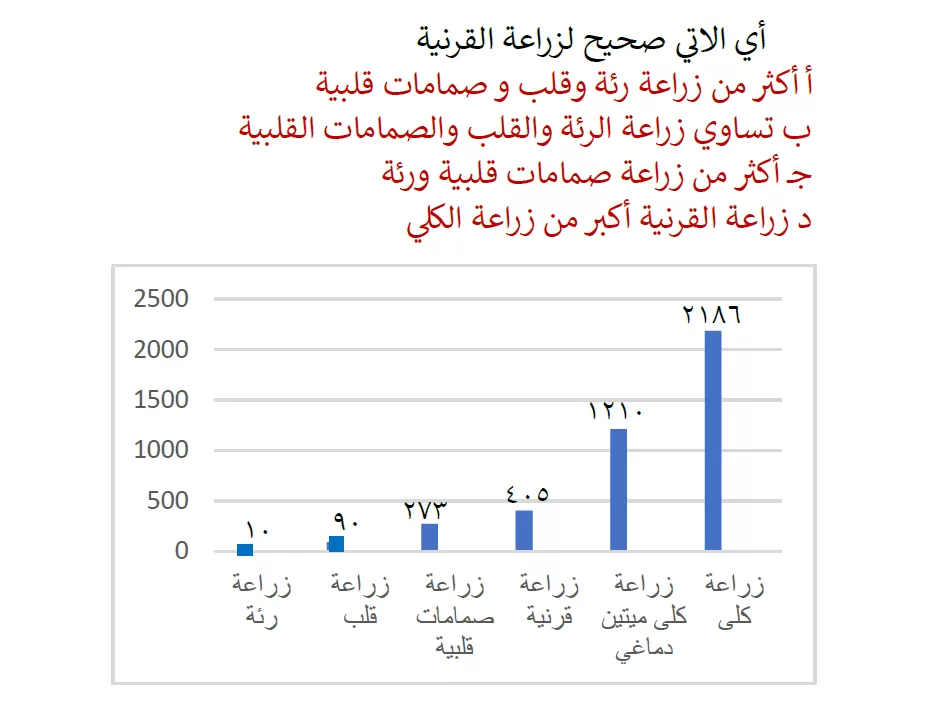 أي الاتي صحيح لزراعة القرنية
أ أكثر من زراعة رئة وقلب و صمامات قلبية
ب تساوي زراعة الرئة والقلب والصمامات القلبية
جـ أكثر من زراعة صمامات قلبية ورئة
د زراعة القرنية أكبر من زراعة الكلي
2500
2000
1500
1000
500
0
٢١٨٦
١٢١٠
٤٠٥
٢٧٣
٩٠
١٠
زراعة
كلى
زراعة
كلى ميتين
دماغي
زراعة
قرنية
زراعة
صمامات
قلبية
زراعة
قلب
زراعة
رئة